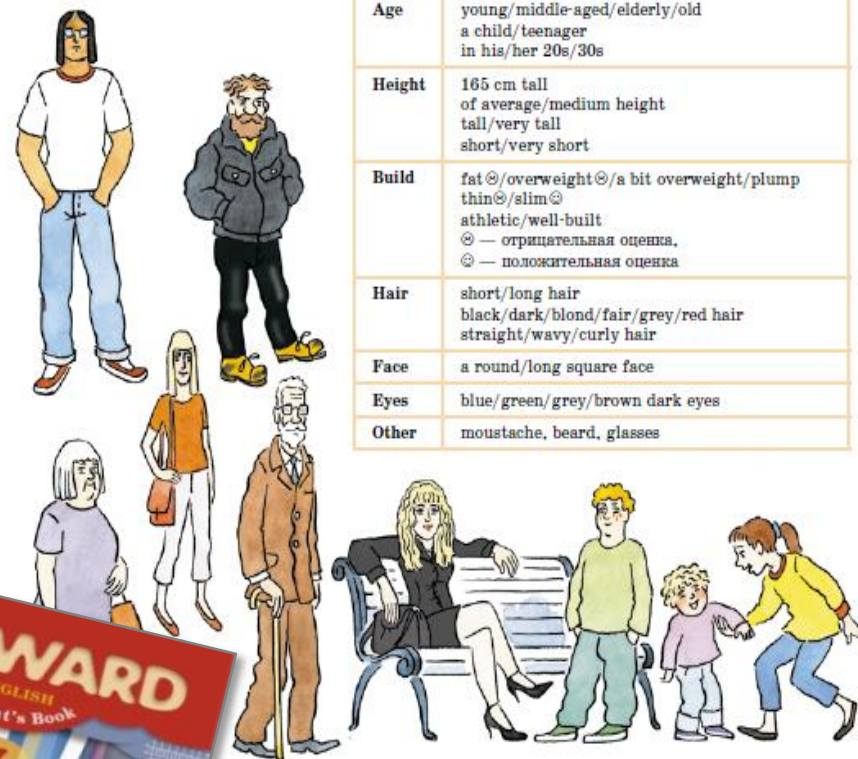 Age
young/middle-aged/elderly/old
a child/teenager
in his/her 20s/30s
Height
165 cm tall
of average/medium height
tall/very tall
short/very short
Build
fat☹/overweight☹/a bit overweight/plump
thin☹/slim☺
athletic/well-built
☹ — отрицательная оценка,
☺ — положительная оценка
Hair
short/long hair
black/dark/blond/fair/grey/red hair
straight/wavy/curly hair
Face
a round/long square face
Eyes
blue/green/grey/brown dark eyes
Other
moustache, beard, glasses
WARD
GLISH
t's Book